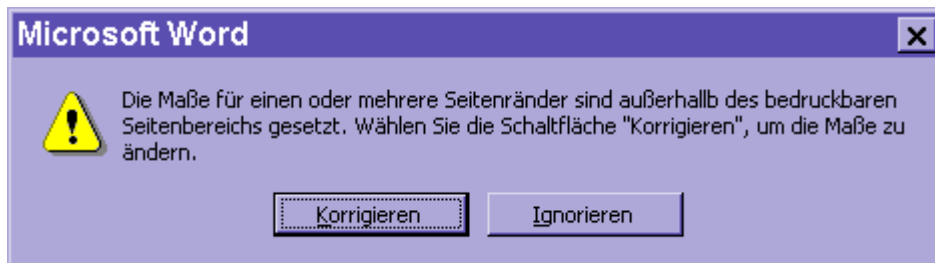 Microsoft Word
Die Maße für einen oder mehrere Seitenränder sind außerhalb des bedruckbaren
Seitenbereichs gesetzt. Wählen Sie die Schaltfläche "Korrigieren", um die Maße zu
ändern.
Korrigieren
Ignorieren